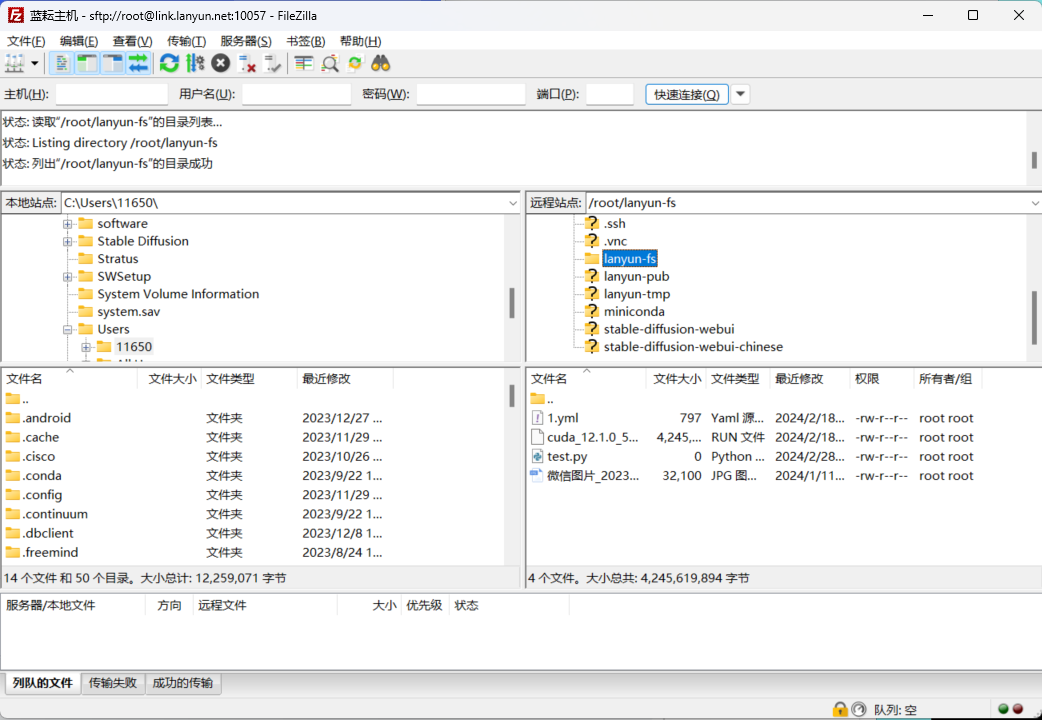 蓝耘主机 - sftp://root@link.lanyun.net:10057 - FileZilla
文件(F) 编辑(E) 查看(V) 传输(T) 服务器(S) 书签(B) 帮助(H)
主机(H): 用户名(U): 密码(W): 端口(P): 快速连接(Q)
状态: 读取“/root/lanyun-fs”的目录列表...
状态: Listing directory /root/lanyun-fs
状态: 列出“/root/lanyun-fs”的目录成功
本地站点: C:\Users\11650\
software
Stable Diffusion
Stratus
SWSetup
System Volume Information
system.sav
Users
11650
远程站点: /root/lanyun-fs
.ssh
.vnc
lanyun-fs
lanyun-pub
lanyun-tmp
miniconda
stable-diffusion-webui
stable-diffusion-webui-chinese
文件名 文件大小 文件类型 最近修改
..
.android 文件夹 2023/12/27 ...
.cache 文件夹 2023/11/29 ...
.cisco 文件夹 2023/10/26 ...
.conda 文件夹 2023/9/22 1...
.config 文件夹 2023/11/29 ...
.continuum 文件夹 2023/9/22 1...
.dbclient 文件夹 2023/12/8 1...
.freemind 文件夹 2023/8/24 1...
14 个文件 和 50 个目录。大小总计: 12,259,071 字节
文件名 文件大小 文件类型 最近修改 权限 所有者/组
..
1.yml 797 Yaml 源... 2024/2/18... -rw-r--r-- root root
cuda_12.1.0_5... 4,245,... RUN 文件 2024/2/18... -rw-r--r-- root root
test.py 0 Python ... 2024/2/28... -rw-r--r-- root root
微信图片_2023... 32,100 JPG 图... 2024/1/11... -rw-r--r-- root root
4 个文件。大小总共: 4,245,619,894 字节
服务器/本地文件 方向 远程文件 大小 优先级 状态
列队的文件 传输失败 成功的传输
队列: 空